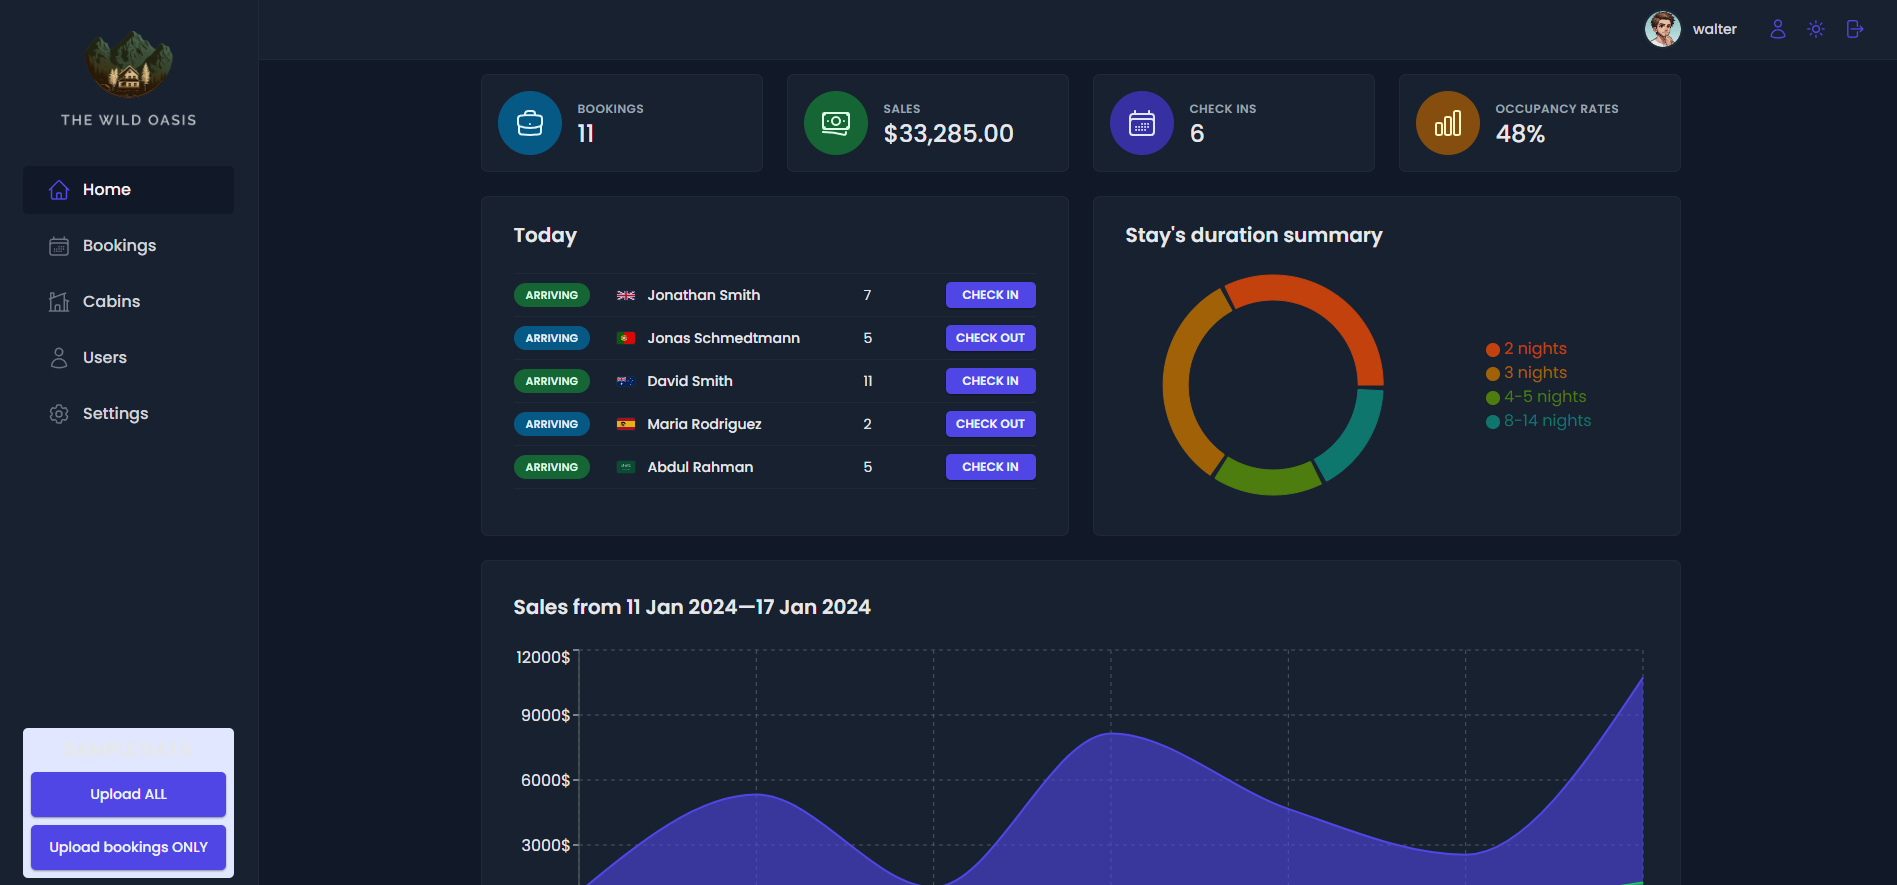 THE WILD OASIS
Home
Bookings
Cabins
Users
Settings
Upload ALL
Upload bookings ONLY
walter
BOOKINGS
11
SALES
$33,285.00
CHECK INS
6
OCCUPANCY RATES
48%
Today
ARRIVING Jonathan Smith 7 CHECK IN
ARRIVING Jonas Schmedtmann 5 CHECK OUT
ARRIVING David Smith 11 CHECK IN
ARRIVING Maria Rodriguez 2 CHECK OUT
ARRIVING Abdul Rahman 5 CHECK IN
Stay's duration summary
2 nights
3 nights
4-5 nights
8-14 nights
Sales from 11 Jan 2024—17 Jan 2024
12000$
9000$
6000$
3000$